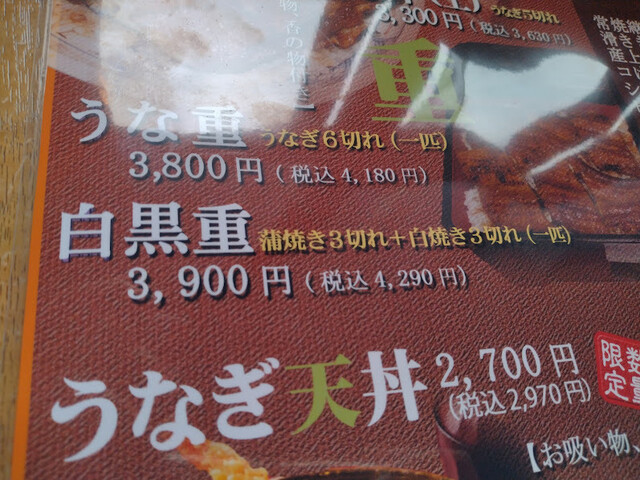 うなぎ5切れ
3,300円(税込3,630円)
重
うな重 うなぎ6切れ(一匹)
3,800円(税込4,180円)
白黒重 蒲焼き3切れ+白焼き3切れ(一匹)
3,900円(税込4,290円)
うなぎ天丼 2,700円
(税込2,970円)
数量
限定
【お吸い物、